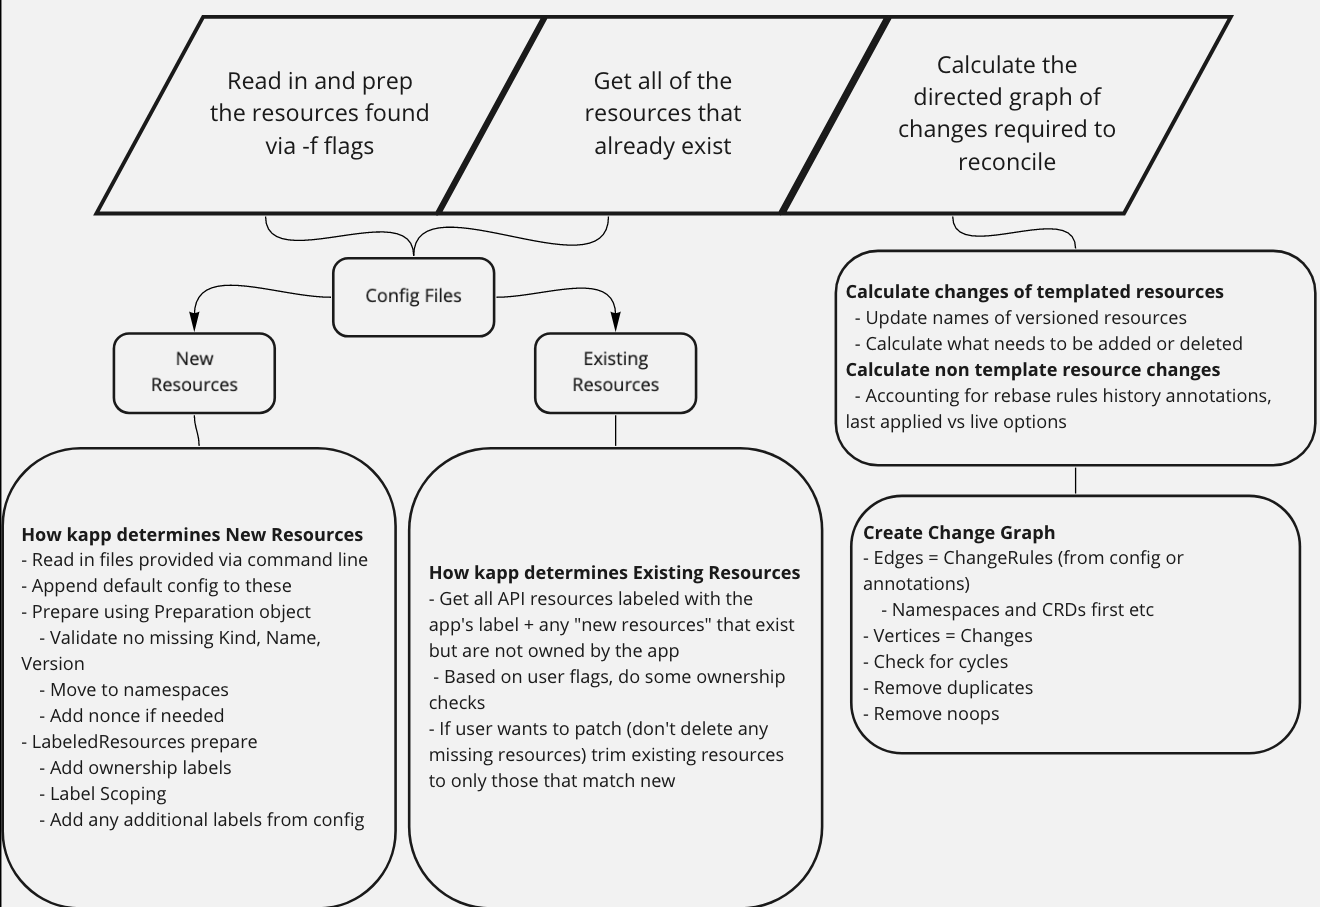 Read in and prep
the resources found
via -f flags
Get all of the
resources that
already exist
Calculate the
directed graph of
changes required to
reconcile
Config Files
New
Resources
Existing
Resources
Calculate changes of templated resources
- Update names of versioned resources
- Calculate what needs to be added or deleted
Calculate non template resource changes
- Accounting for rebase rules history annotations,
last applied vs live options
How kapp determines New Resources
- Read in files provided via command line
- Append default config to these
- Prepare using Preparation object
- Validate no missing Kind, Name,
Version
- Move to namespaces
- Add nonce if needed
- LabeledResources prepare
- Add ownership labels
- Label Scoping
- Add any additional labels from config
How kapp determines Existing Resources
- Get all API resources labeled with the
app's label + any "new resources" that exist
but are not owned by the app
- Based on user flags, do some ownership
checks
- If user wants to patch (don't delete any
missing resources) trim existing resources
to only those that match new
Create Change Graph
- Edges = ChangeRules (from config or
annotations)
- Namespaces and CRDs first etc
- Vertices = Changes
- Check for cycles
- Remove duplicates
- Remove noops